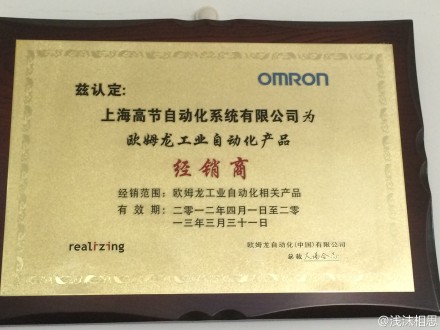 OMRON
兹认定:
上海高节自动化系统有限公司为
欧姆龙工业自动化产品
经销商
经销范围: 欧姆龙工业自动化相关产品
有效期: 二零一二年四月一日至二零
一三年三月三十一日
realizing
欧姆龙自动化(中国)有限公司
总裁
@浅沫相思